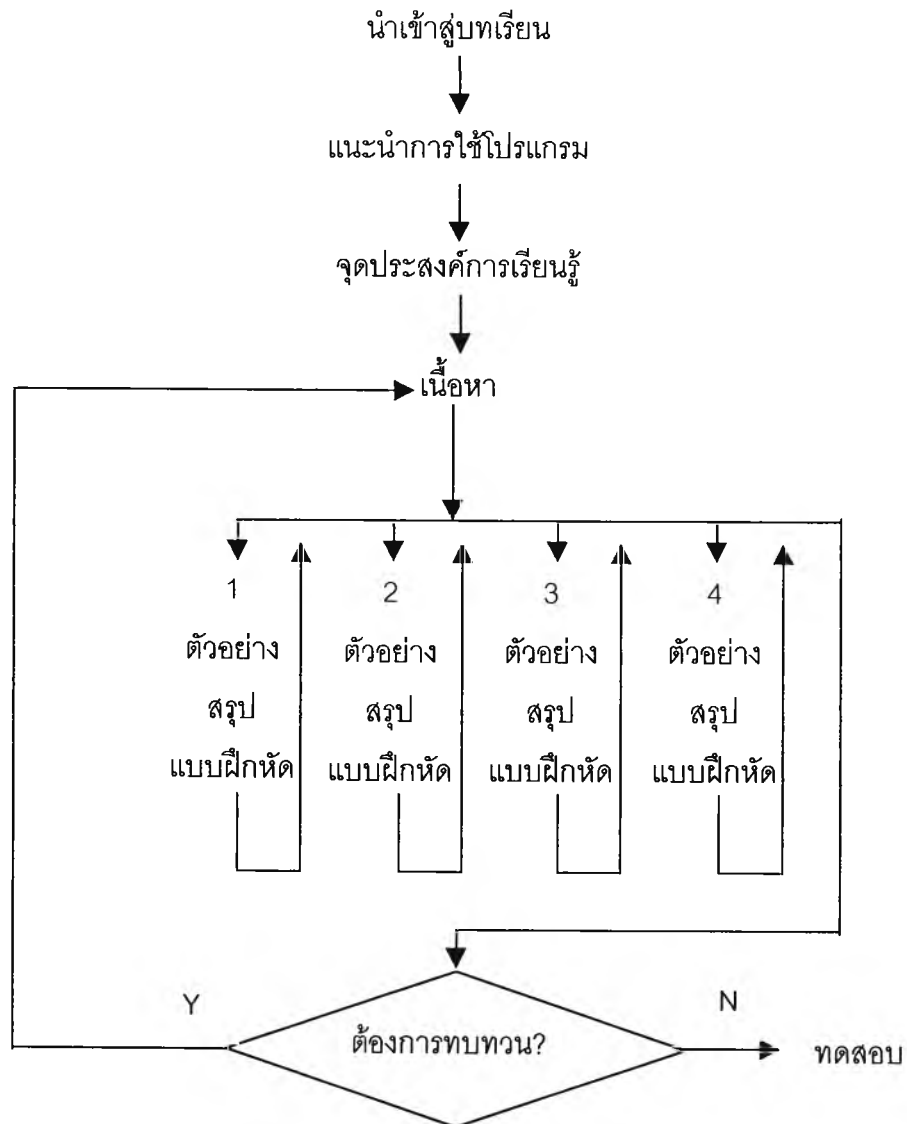 นำเข้าสู่บทเรียน
แนะนำการใช้โปรแกรม
จุดประสงค์การเรียนรู้
เนื้อหา
1 2 3 4
ตัวอย่าง ตัวอย่าง ตัวอย่าง ตัวอย่าง
สรุป สรุป สรุป สรุป
แบบฝึกหัด แบบฝึกหัด แบบฝึกหัด แบบฝึกหัด
Y N
ต้องการทบทวน? ทดสอบ